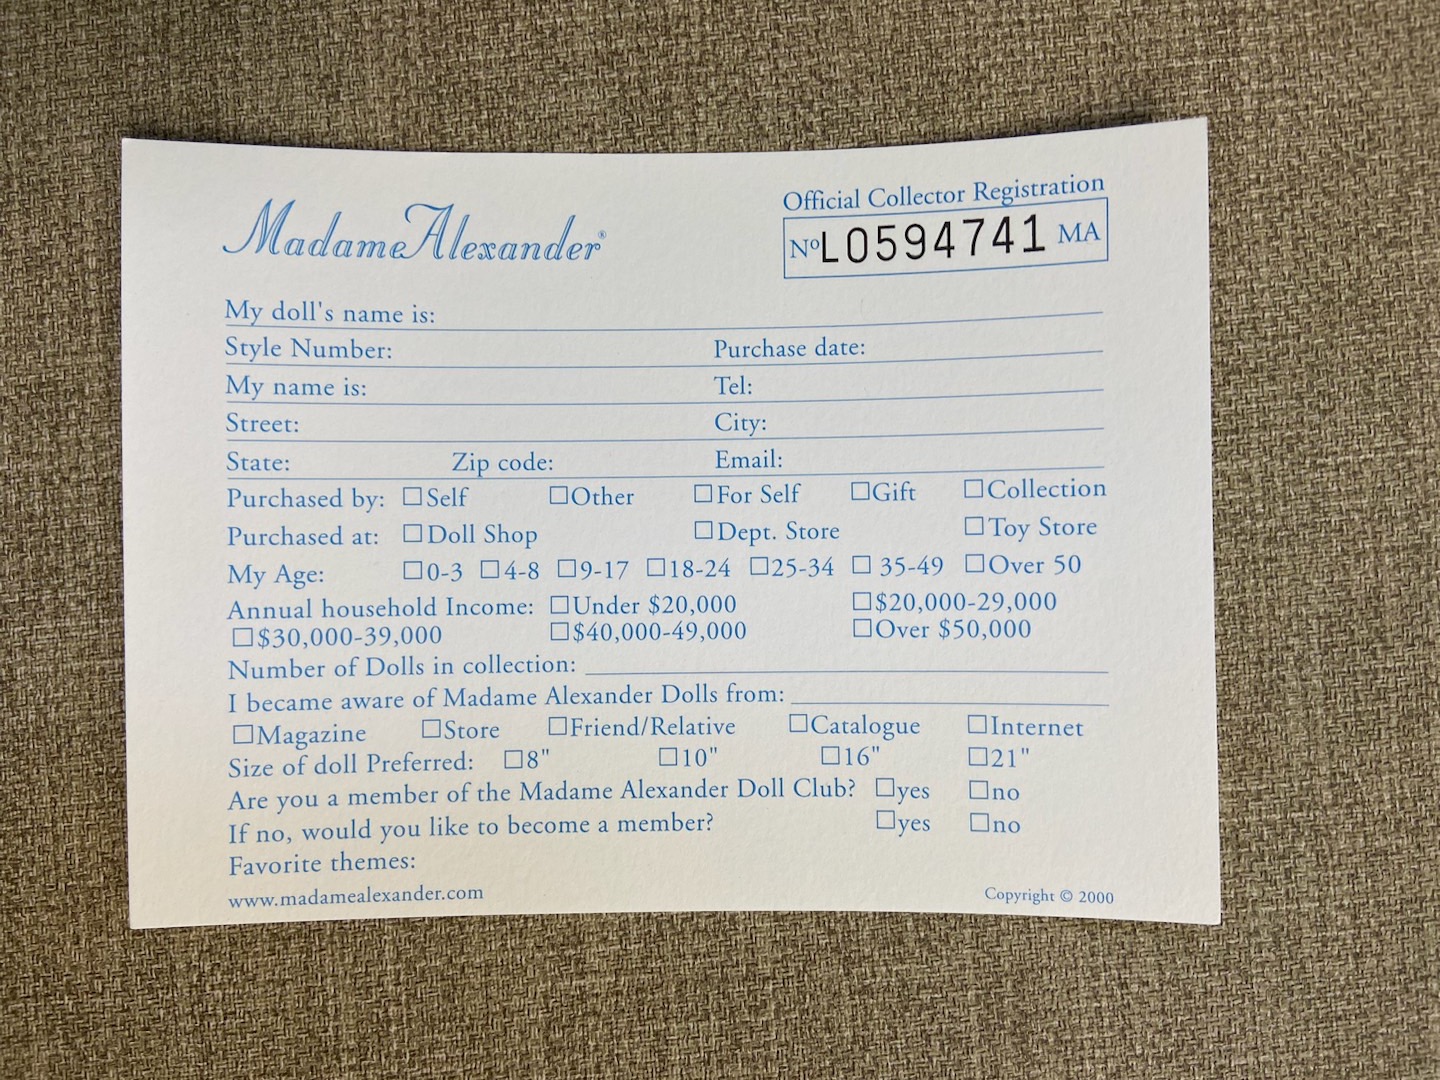 Madame Alexander®
Official Collector Registration
Nº L0594741 MA
My doll's name is:
Style Number: Purchase date:
My name is: Tel:
Street: City:
State: Zip code: Email:
Purchased by: ☐Self ☐Other ☐For Self ☐Gift ☐Collection
Purchased at: ☐Doll Shop ☐Dept. Store ☐Toy Store
My Age: ☐0-3 ☐4-8 ☐9-17 ☐18-24 ☐25-34 ☐ 35-49 ☐Over 50
Annual household Income: ☐Under $20,000 ☐$20,000-29,000
☐$30,000-39,000 ☐$40,000-49,000 ☐Over $50,000
Number of Dolls in collection:
I became aware of Madame Alexander Dolls from:
☐Magazine ☐Store ☐Friend/Relative ☐Catalogue ☐Internet
Size of doll Preferred: ☐8" ☐10" ☐16" ☐21"
Are you a member of the Madame Alexander Doll Club? ☐yes ☐no
If no, would you like to become a member? ☐yes ☐no
Favorite themes:
www.madamealexander.com Copyright © 2000